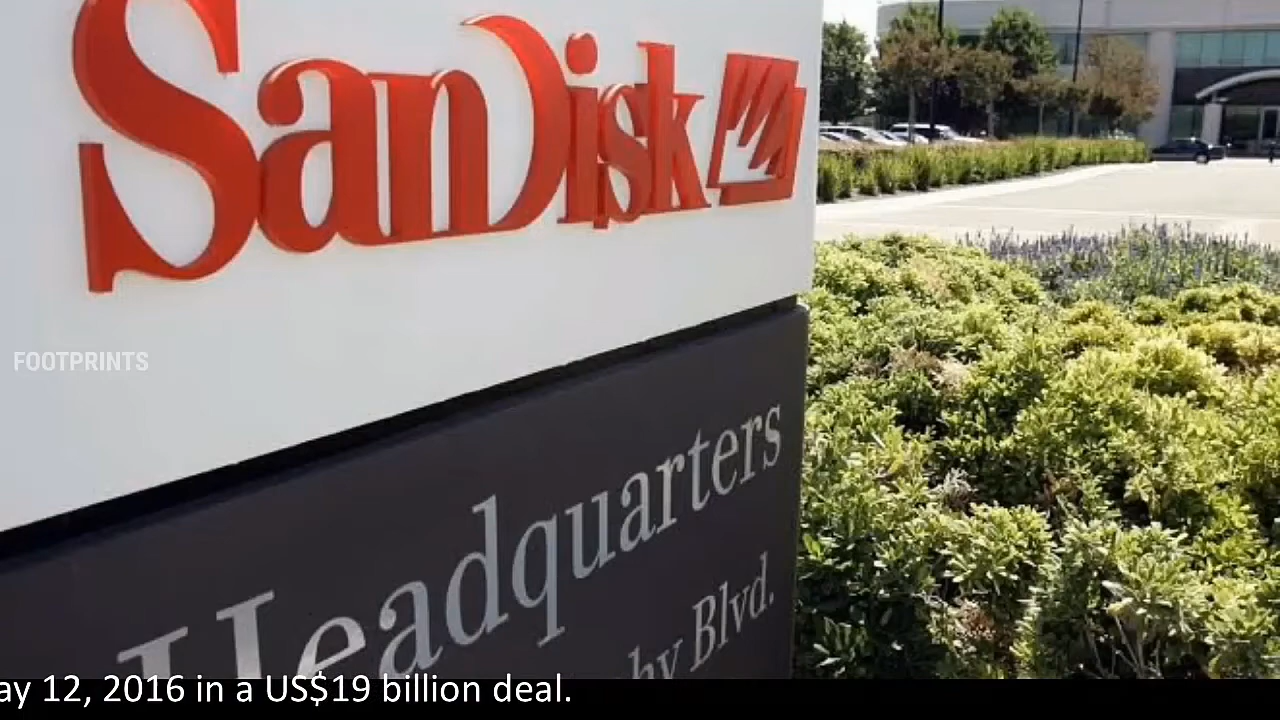 SanDisk
FOOTPRINTS
Headquarters
Blvd.
ay 12, 2016 in a US$19 billion deal.